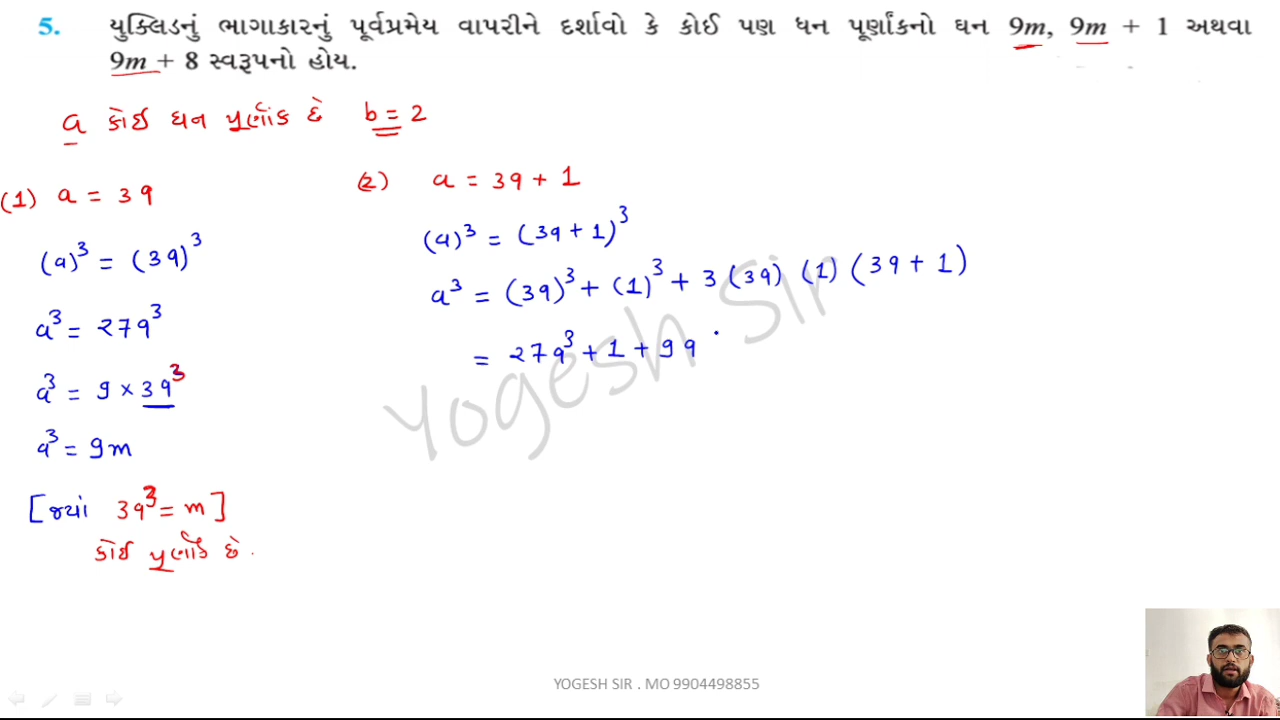 5. યુક્લિડનું ભાગાકારનું પૂર્વપ્રમેય વાપરીને દર્શાવો કે કોઈ પણ ધન પૂર્ણાંકનો ઘન 9m, 9m + 1 અથવા
9m + 8 સ્વરૂપનો હોય.
a કોઈ ધન પૂર્ણાંક છે b = 2
(1) a = 3q
(a)³ = (3q)³
a³ = 27q³
a³ = 9 × 3q³
a³ = 9m
[જ્યાં 3q³ = m]
કોઈ પૂર્ણાંક છે.
(2) a = 3q + 1
(a)³ = (3q + 1)³
a³ = (3q)³ + (1)³ + 3 (3q) (1) (3q + 1)
= 27q³ + 1 + 9q
Yogesh Sir
YOGESH SIR . MO 9904498855